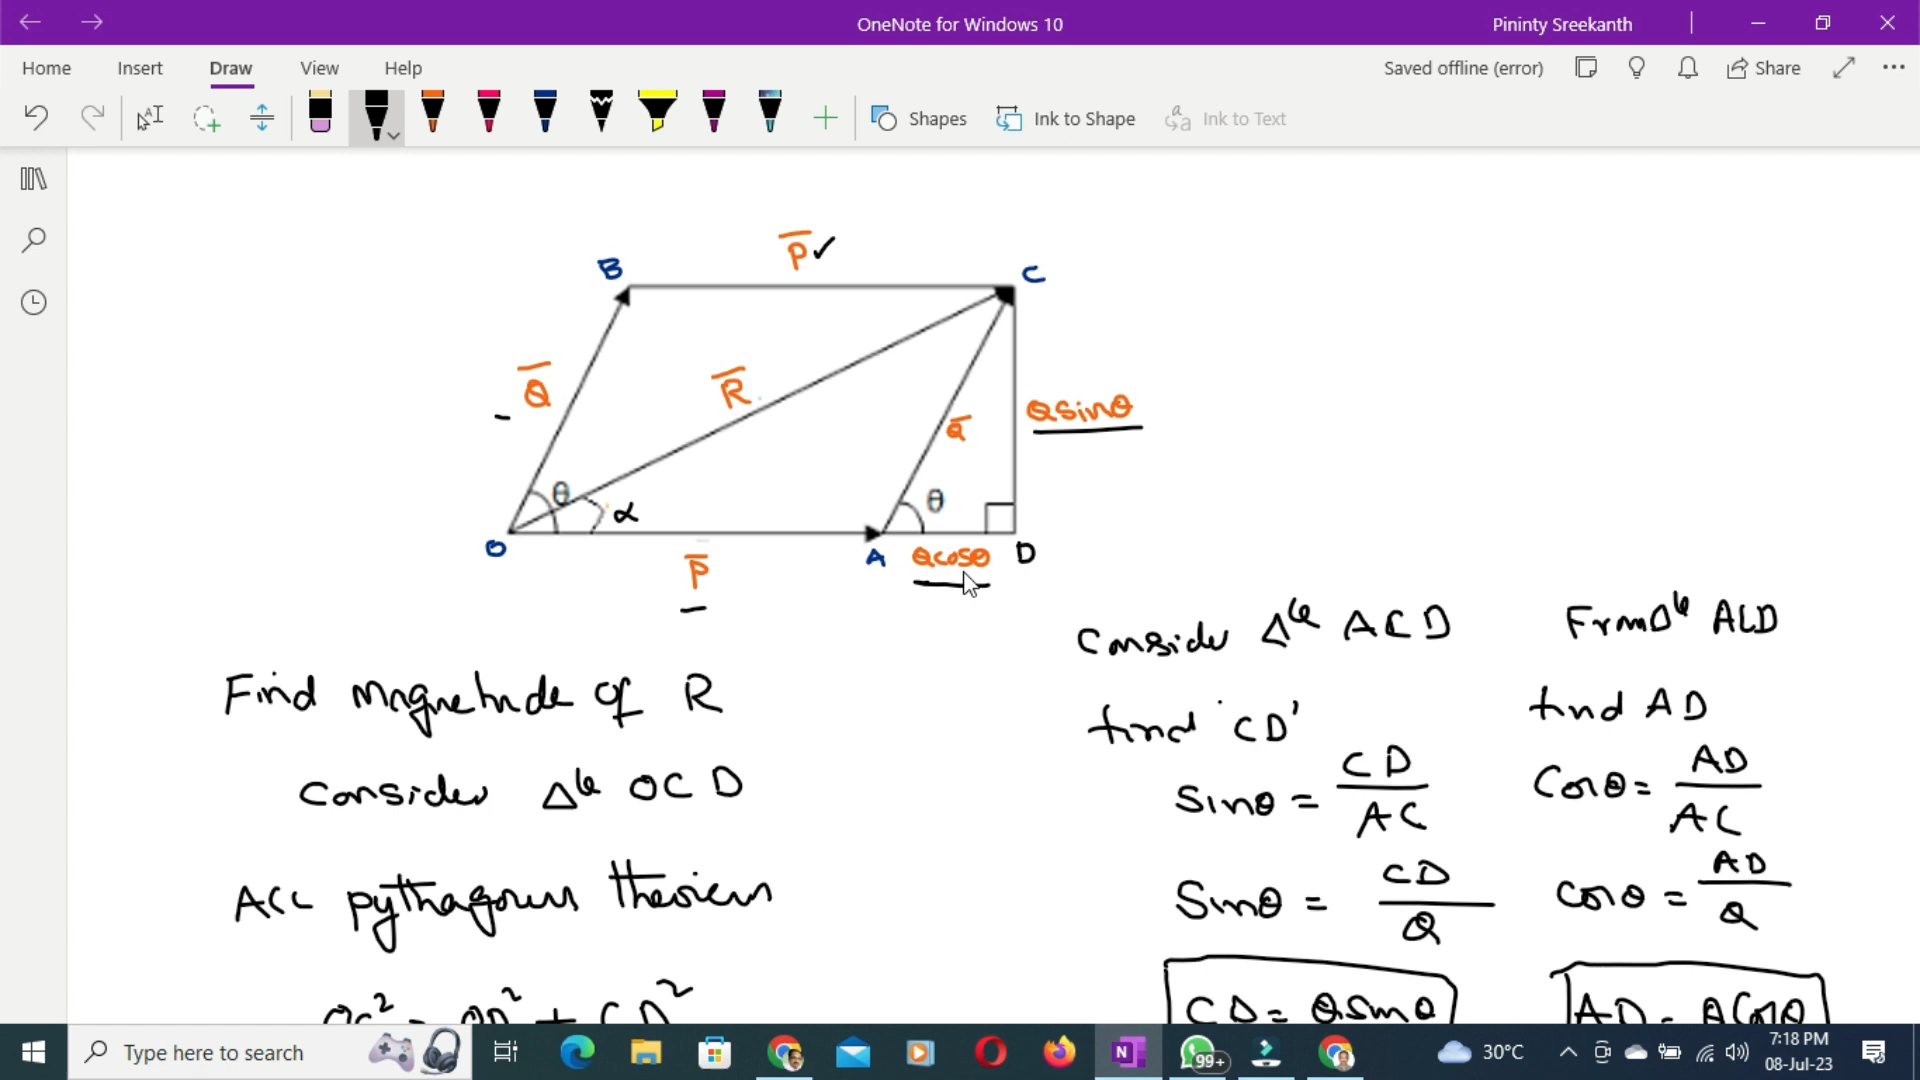 OneNote for Windows 10
Pininty Sreekanth
Home Insert Draw View Help
Saved offline (error)
Share
Shapes
Ink to Shape
Ink to Text
P
B
C
Q
R
Q
Qsinθ
θ
α
θ
O
P
A
Qcosθ
D
Find Magnetude of R
Consider Δle OCD
Acc pythagorus theorem
OC² = OD² + CD²
Consider Δle ACD
find 'CD'
Sinθ = CD
AC
Sinθ = CD
Q
CD = Qsinθ
From Δle ACD
find AD
Cosθ = AD
AC
Cosθ = AD
Q
AD = QCosθ
Type here to search
99+
30°C
7:18 PM
08-Jul-23